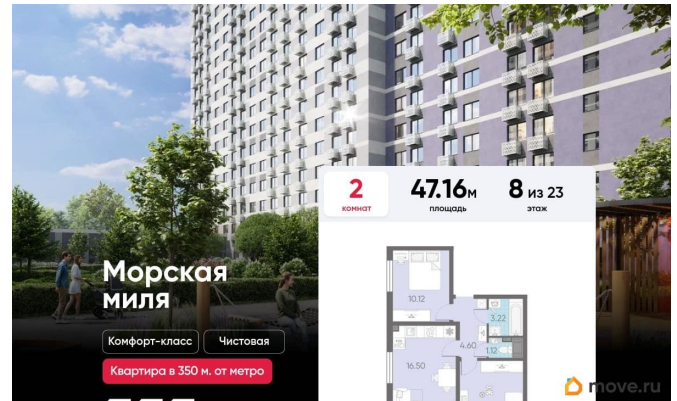 2
комнат
47.16м
площадь
8 из 23
этаж
Морская
миля
Комфорт-класс
Чистовая
Квартира в 350 м. от метро
10.12
3.22
4.60
1.12
16.50
move.ru